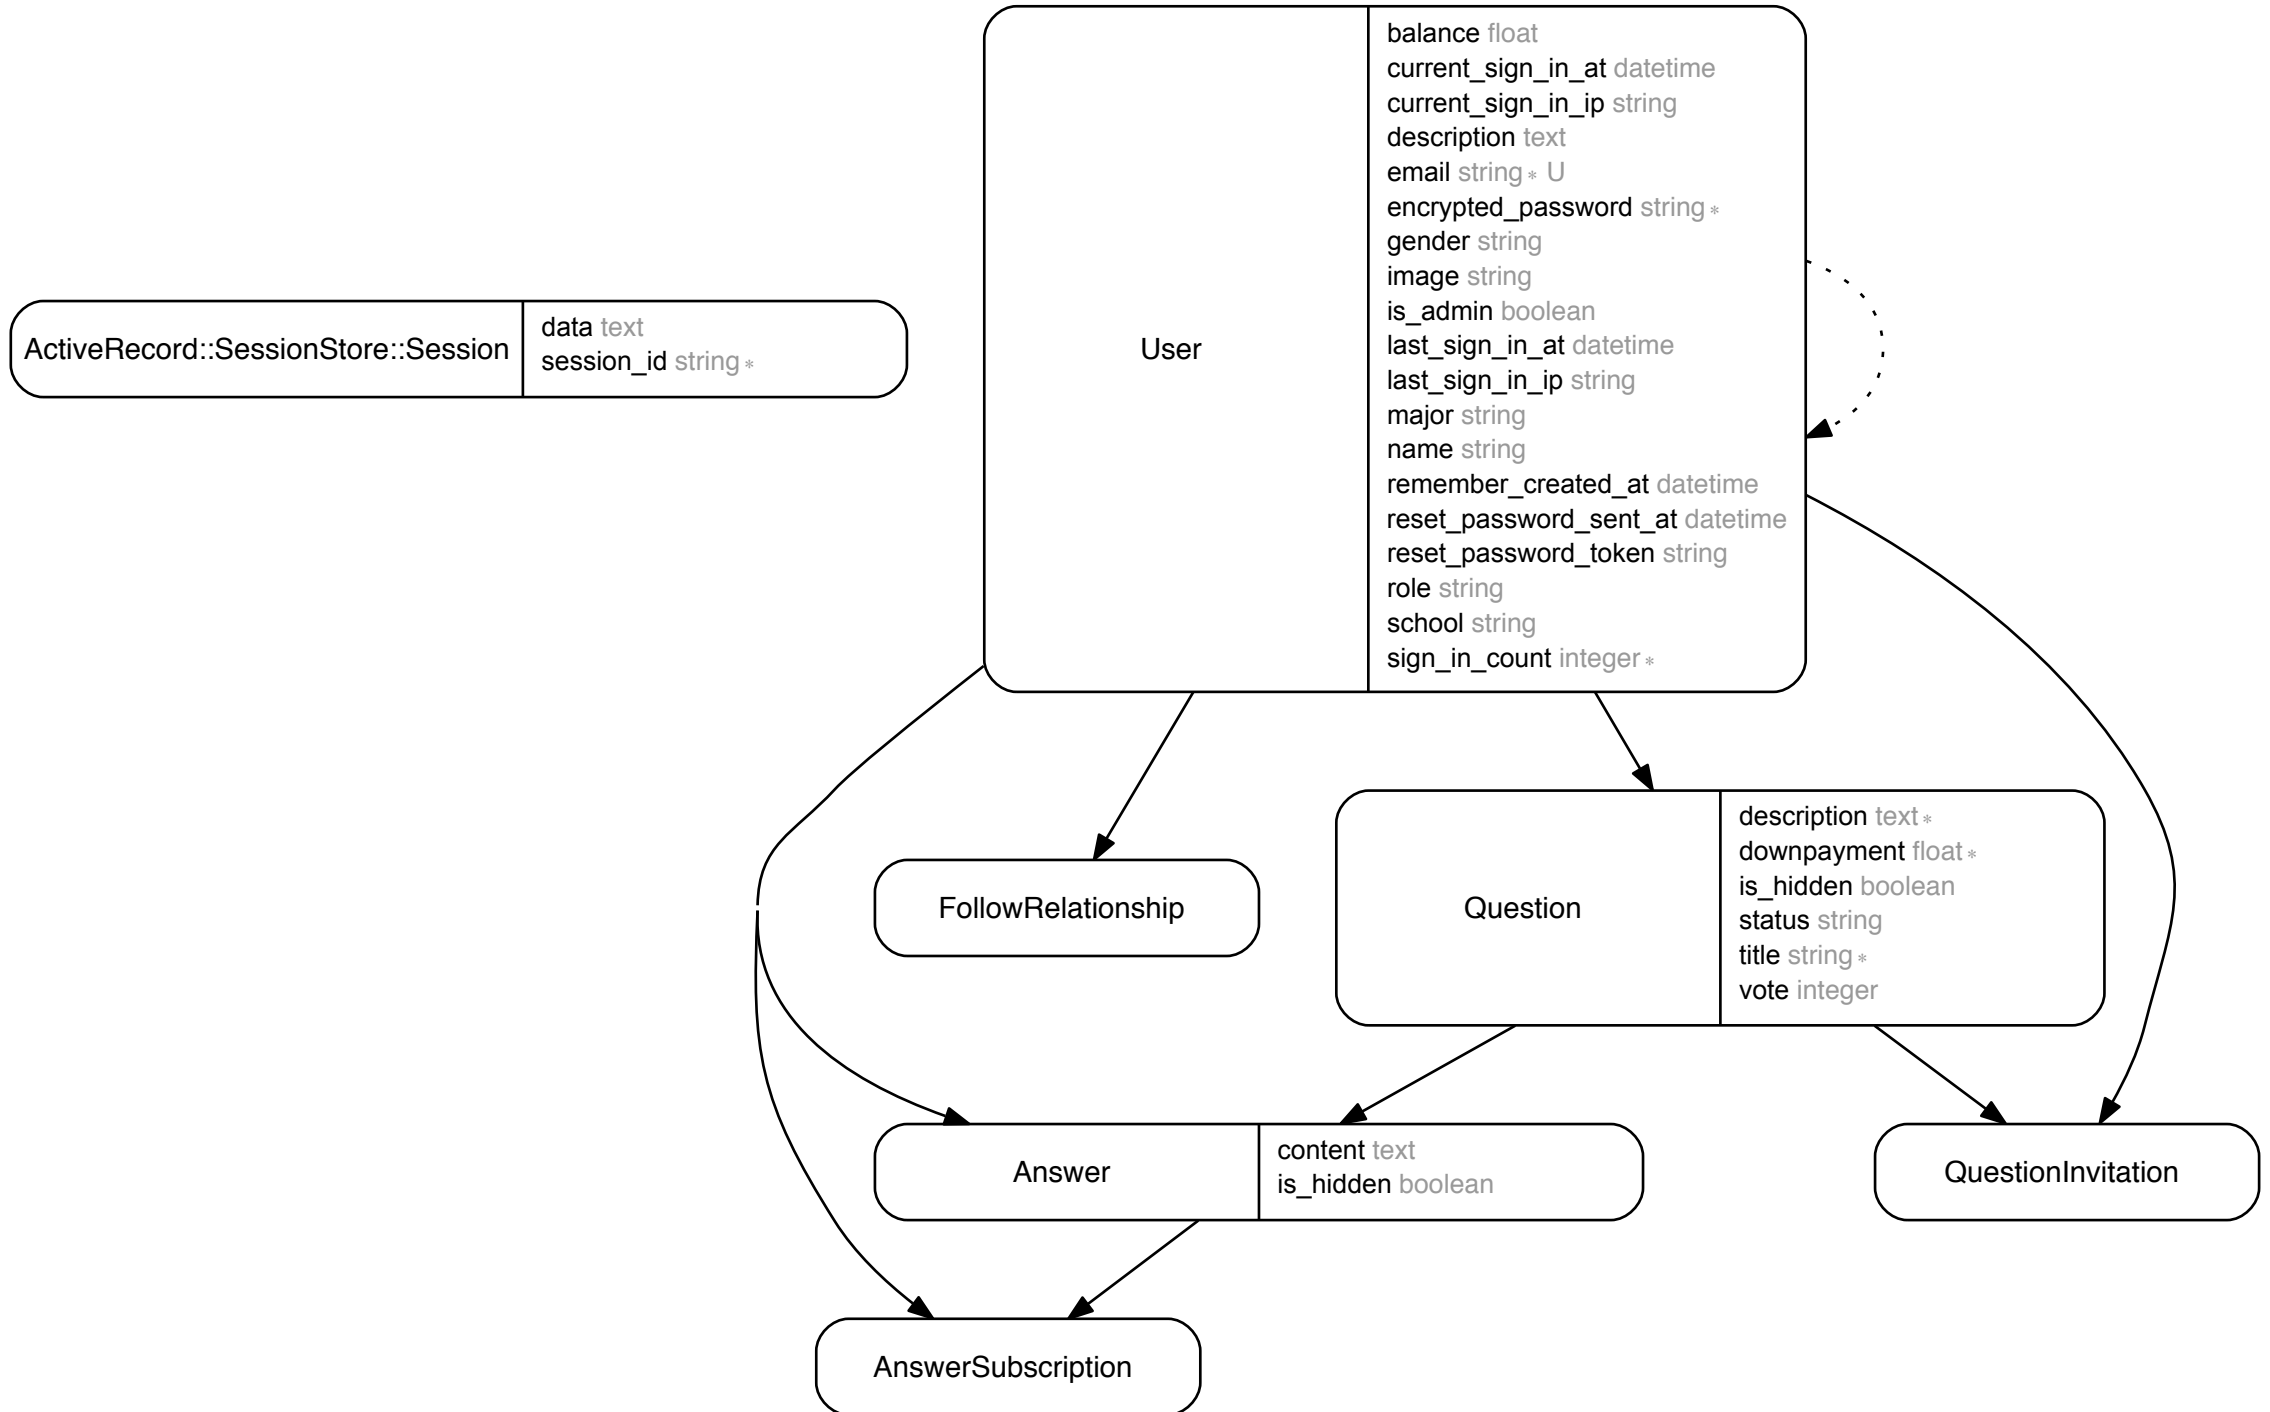 User
balance float
current_sign_in_at datetime
current_sign_in_ip string
description text
email string * U
encrypted_password string *
gender string
image string
is_admin boolean
last_sign_in_at datetime
last_sign_in_ip string
major string
name string
remember_created_at datetime
reset_password_sent_at datetime
reset_password_token string
role string
school string
sign_in_count integer *
ActiveRecord::SessionStore::Session
data text
session_id string *
FollowRelationship
Question
description text *
downpayment float *
is_hidden boolean
status string
title string *
vote integer
Answer
content text
is_hidden boolean
QuestionInvitation
AnswerSubscription